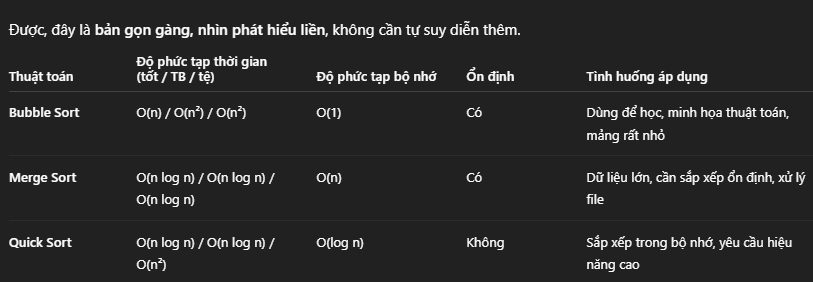 Được, đây là bản gọn gàng, nhìn phát hiểu liền, không cần tự suy diễn thêm.
Thuật toán Độ phức tạp thời gian (tốt / TB / tệ) Độ phức tạp bộ nhớ Ổn định Tình huống áp dụng
Bubble Sort O(n) / O(n²) / O(n²) O(1) Có Dùng để học, minh họa thuật toán,
mảng rất nhỏ
Merge Sort O(n log n) / O(n log n) / O(n) Có Dữ liệu lớn, cần sắp xếp ổn định, xử lý
O(n log n) file
Quick Sort O(n log n) / O(n log n) / O(log n) Không Sắp xếp trong bộ nhớ, yêu cầu hiệu
O(n²) năng cao